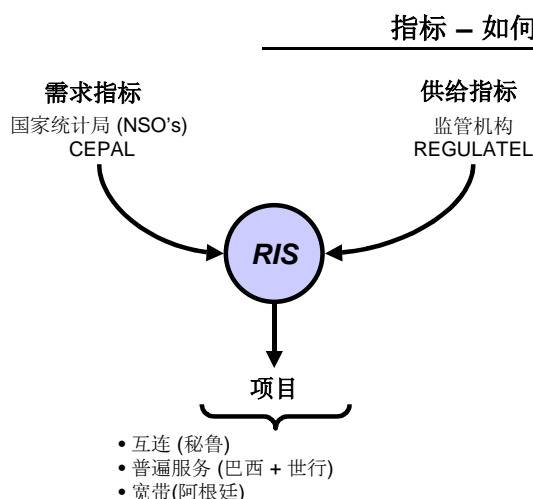 指标 – 如何
需求指标
国家统计局 (NSO's)
CEPAL
供给指标
监管机构
REGULATEL
RIS
项目
• 互连 (秘鲁)
• 普遍服务 (巴西 + 世行)
• 宽带(阿根廷)